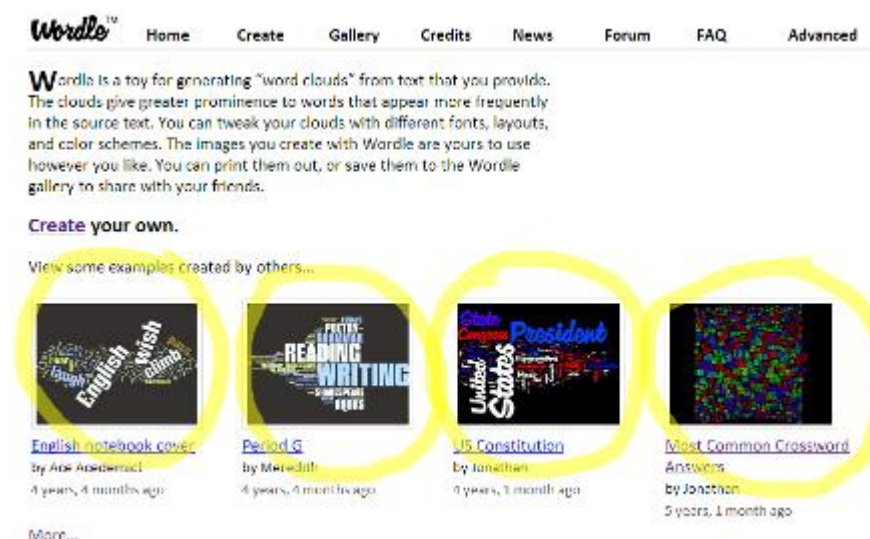 Wordle™ Home Create Gallery Credits News Forum FAQ Advanced
Wordle is a toy for generating "word clouds" from text that you provide.
The clouds give greater prominence to words that appear more frequently
in the source text. You can tweak your clouds with different fonts, layouts,
and color schemes. The images you create with Wordle are yours to use
however you like. You can print them out, or save them to the Wordle
gallery to share with your friends.
Create your own.
View some examples created by others...
laugh English wish climb
POETRY
READING
WRITING
SHAKESPEARE
State
Congress President
United States
English notebook cover Period G US Constitution Most Common Crossword
Answers
by Ace by Meredith by Jonathan by Jonathan
4 years, 4 months ago 4 years, 4 months ago 4 years, 1 month ago 5 years, 1 month ago
More...